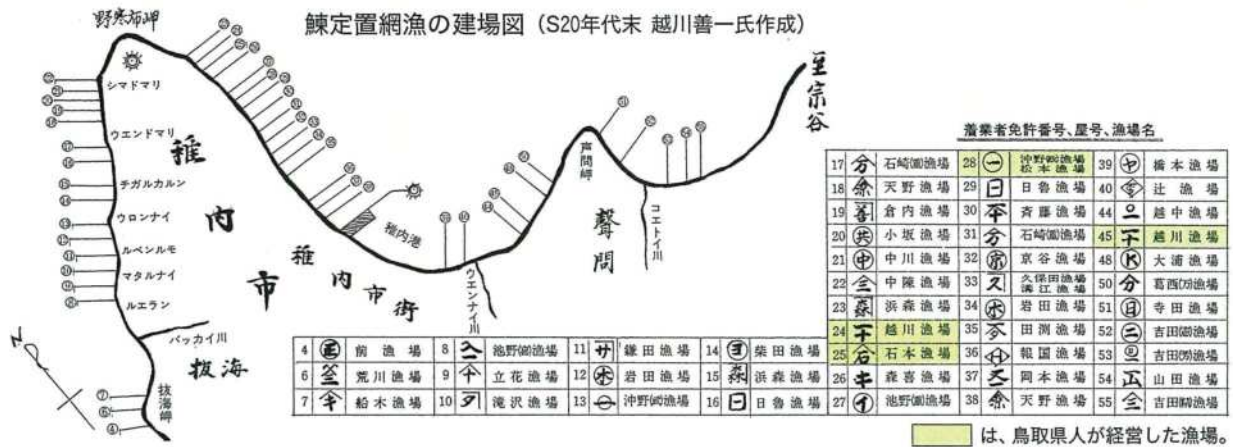 鰊定置網漁の建場図（S20年代末 越川善一氏作成）
野寒布岬
シマドマリ
ウエンドマリ
チガルカルン
ウロンナイ
ルベンルモ
マタルナイ
ルエラン
バッカイ川
抜海
抜海岬
稚内市
稚内市街
稚内港
ウエンナイ川
声問岬
聲問
コエトイ川
至宗谷
N
着業者免許番号、屋号、漁場名
17 石崎 漁場 28 沖野 漁場 松本漁場 39 橋本漁場
18 天野漁場 29 日魯漁場 40 辻漁場
19 倉内漁場 30 斉藤漁場 44 越中漁場
20 小坂漁場 31 石崎 漁場 45 越川漁場
21 中川漁場 32 京谷漁場 48 大浦漁場
22 中陳漁場 33 久保田漁場 溝江漁場 50 葛西 漁場
23 浜森漁場 34 岩田漁場 51 寺田漁場
24 越川漁場 35 田渕漁場 52 吉田 漁場
25 石本漁場 36 報国漁場 53 吉田 漁場
26 森喜漁場 37 岡本漁場 54 山田漁場
27 池野 漁場 38 天野漁場 55 吉田 漁場
4 前漁場 8 池野 漁場 11 鎌田漁場 14 柴田漁場
6 荒川漁場 9 立花漁場 12 岩田漁場 15 浜森漁場
7 船木漁場 10 滝沢漁場 13 沖野 漁場 16 日魯漁場
は、鳥取県人が経営した漁場。